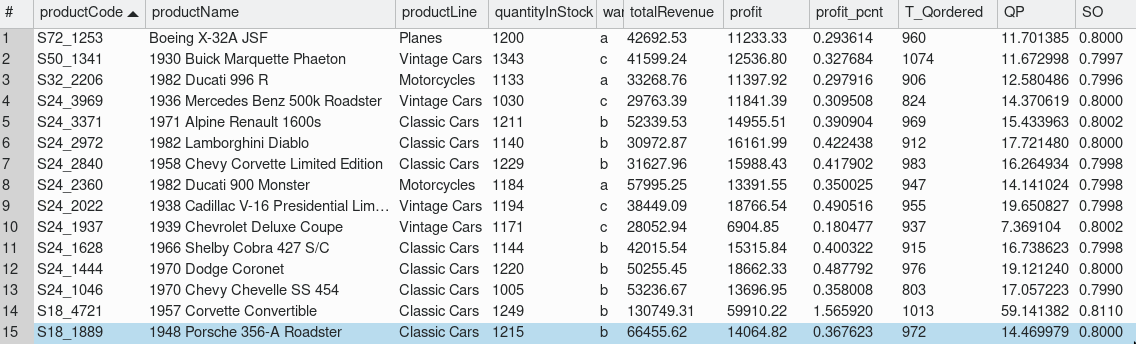 # productCode productName productLine quantityInStock wai totalRevenue profit profit_pcnt T_Qordered QP SO
1 S72_1253 Boeing X-32A JSF Planes 1200 a 42692.53 11233.33 0.293614 960 11.701385 0.8000
2 S50_1341 1930 Buick Marquette Phaeton Vintage Cars 1343 c 41599.24 12536.80 0.327684 1074 11.672998 0.7997
3 S32_2206 1982 Ducati 996 R Motorcycles 1133 a 33268.76 11397.92 0.297916 906 12.580486 0.7996
4 S24_3969 1936 Mercedes Benz 500k Roadster Vintage Cars 1030 c 29763.39 11841.39 0.309508 824 14.370619 0.8000
5 S24_3371 1971 Alpine Renault 1600s Classic Cars 1211 b 52339.53 14955.51 0.390904 969 15.433963 0.8002
6 S24_2972 1982 Lamborghini Diablo Classic Cars 1140 b 30972.87 16161.99 0.422438 912 17.721480 0.8000
7 S24_2840 1958 Chevy Corvette Limited Edition Classic Cars 1229 b 31627.96 15988.43 0.417902 983 16.264934 0.7998
8 S24_2360 1982 Ducati 900 Monster Motorcycles 1184 a 57995.25 13391.55 0.350025 947 14.141024 0.7998
9 S24_2022 1938 Cadillac V-16 Presidential Lim… Vintage Cars 1194 c 38449.09 18766.54 0.490516 955 19.650827 0.7998
10 S24_1937 1939 Chevrolet Deluxe Coupe Vintage Cars 1171 c 28052.94 6904.85 0.180477 937 7.369104 0.8002
11 S24_1628 1966 Shelby Cobra 427 S/C Classic Cars 1144 b 42015.54 15315.84 0.400322 915 16.738623 0.7998
12 S24_1444 1970 Dodge Coronet Classic Cars 1220 b 50255.45 18662.33 0.487792 976 19.121240 0.8000
13 S24_1046 1970 Chevy Chevelle SS 454 Classic Cars 1005 b 53236.67 13696.95 0.358008 803 17.057223 0.7990
14 S18_4721 1957 Corvette Convertible Classic Cars 1249 b 130749.31 59910.22 1.565920 1013 59.141382 0.8110
15 S18_1889 1948 Porsche 356-A Roadster Classic Cars 1215 b 66455.62 14064.82 0.367623 972 14.469979 0.8000